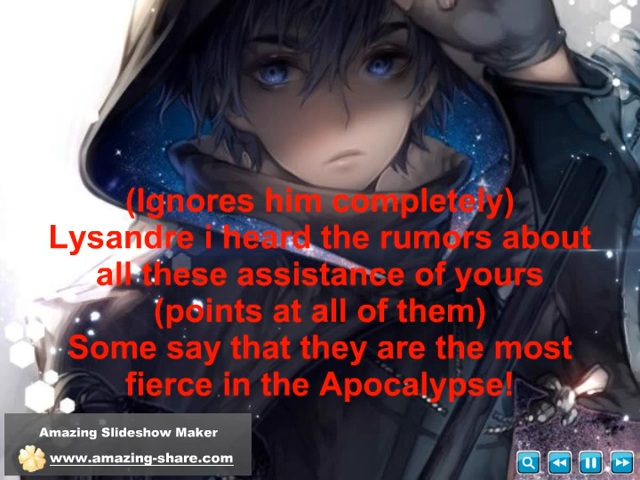 (Ignores him completely)
Lysandre i heard the rumors about
all these assistance of yours
(points at all of them)
Some say that they are the most
fierce in the Apocalypse!
Amazing Slideshow Maker
www.amazing-share.com